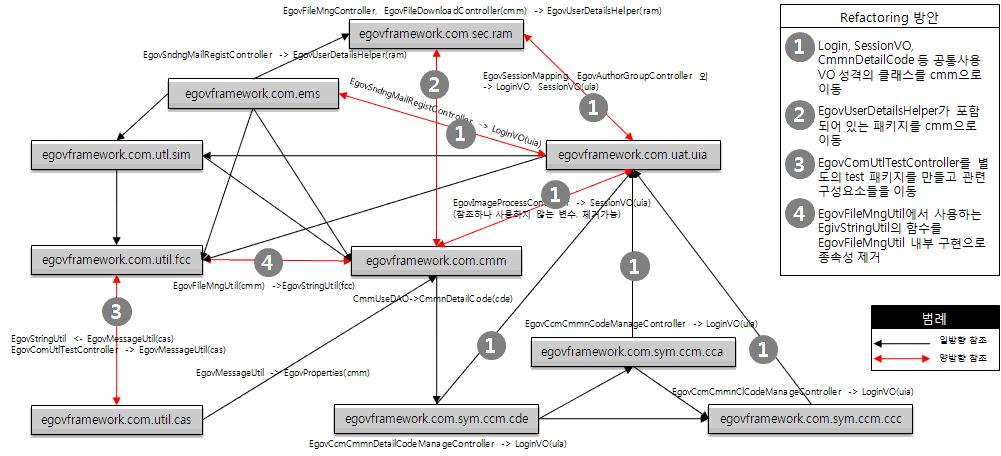 EgovFileMngController, EgovFileDownloadController(cmm) -> EgovUserDetailsHelper(ram)
egovframework.com.sec.ram
EgovSndngMailRegistController -> EgovUserDetailsHelper(ram)
egovframework.com.ems
2
EgovSessionMapping, EgovAuthorGroupController 외
-> LoginVO, SessionVO(uia)
1
EgovSndngMailRegistController -> LoginVO(uia)
1
egovframework.com.utl.sim
egovframework.com.uat.uia
EgovImageProcessController -> SessionVO(uia)
(참조하나 사용하지 않는 변수. 제거가능)
1
egovframework.com.util.fcc
4
egovframework.com.cmm
1
EgovFileMngUtil(cmm) ->EgovStringUtil(fcc)
CmmUseDAO->CmmnDetailCode(cde)
3
EgovStringUtil <- EgovMessageUtil(cas)
EgovComUtlTestController -> EgovMessageUtil(cas)
EgovCcmCmmnCodeManageController -> LoginVO(uia)
1
1
egovframework.com.sym.ccm.cca
EgovMessageUtil -> EgovProperties(cmm)
EgovCcmCmmnClCodeManageController -> LoginVO(uia)
egovframework.com.util.cas
egovframework.com.sym.ccm.cde
egovframework.com.sym.ccm.ccc
EgovCcmCmmnDetailCodeManageController -> LoginVO(uia)
Refactoring 방안
1
Login, SessionVO,
CmmnDetailCode 등 공통사용
VO 성격의 클래스를 cmm으로
이동
2
EgovUserDetailsHelper가 포함
되어 있는 패키지를 cmm으로
이동
3
EgovComUtlTestController를 별
도의 test 패키지를 만들고 관련
구성요소들을 이동
4
EgovFileMngUtil에서 사용하는
EgivStringUtil의 함수를
EgovFileMngUtil 내부 구현으로
종속성 제거
범례
일방향 참조
양방향 참조